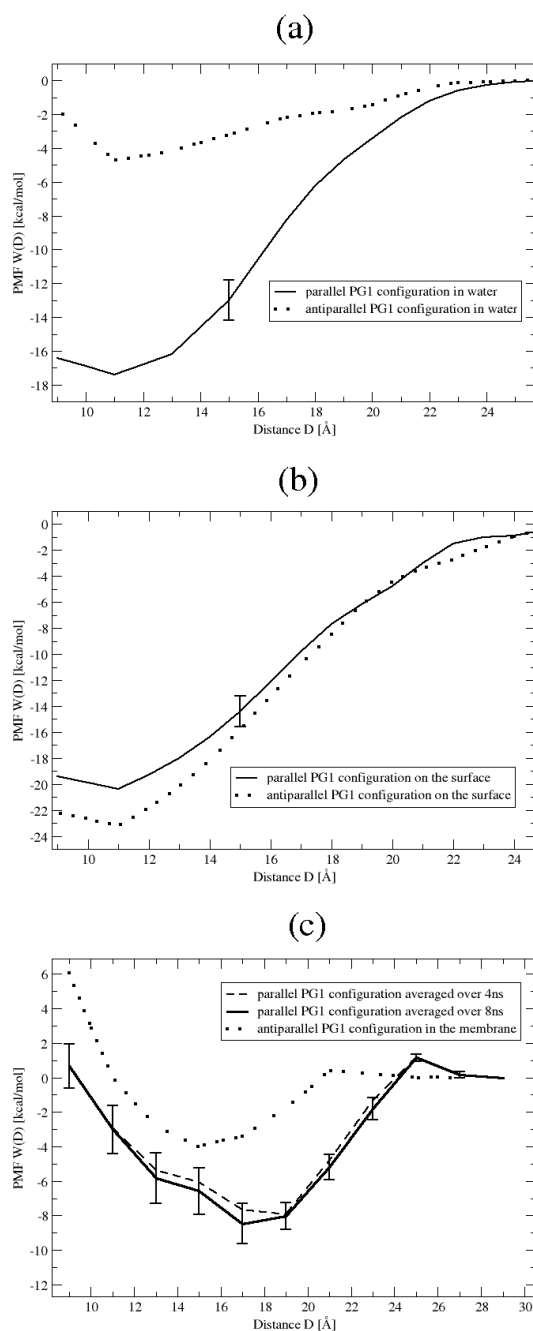 (a)
0
-2
-4
-6
-8
-10
-12
-14
-16
-18
PMF W(D) [kcal/mol]
parallel PG1 configuration in water
antiparallel PG1 configuration in water
10 12 14 16 18 20 22 24
Distance D [Å]
(b)
0
-2
-4
-6
-8
-10
-12
-14
-16
-18
-20
-22
-24
PMF W(D) [kcal/mol]
parallel PG1 configuration on the surface
antiparallel PG1 configuration on the surface
10 12 14 16 18 20 22 24
Distance D [Å]
(c)
6
4
2
0
-2
-4
-6
-8
-10
-12
PMF W(D) [kcal/mol]
parallel PG1 configuration averaged over 4ns
parallel PG1 configuration averaged over 8ns
antiparallel PG1 configuration in the membrane
10 12 14 16 18 20 22 24 26 28 30
Distance D [Å]